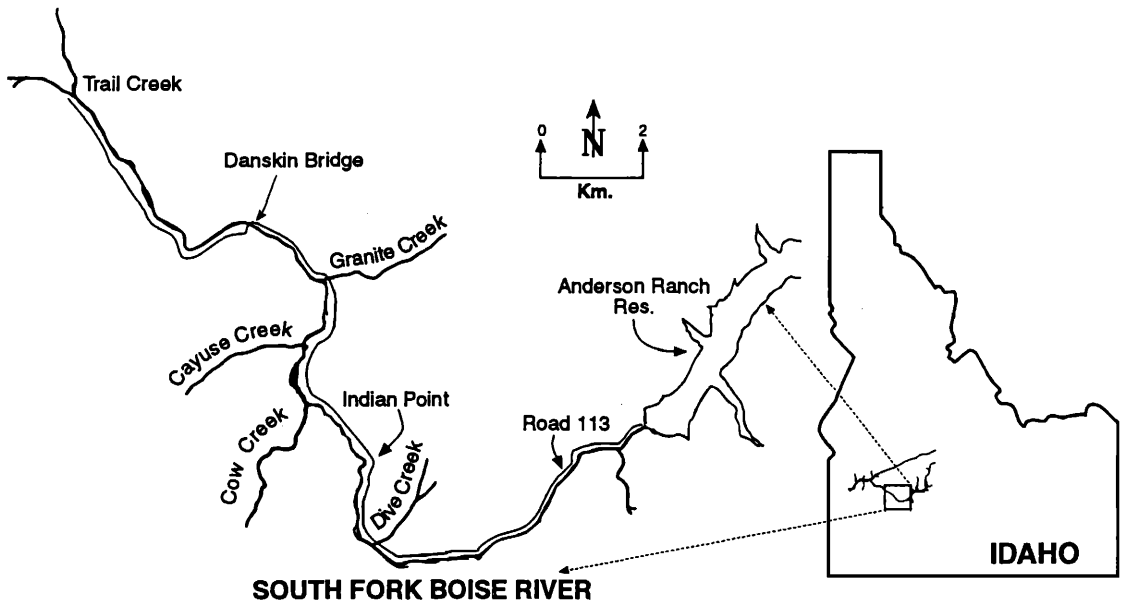 Trail Creek
Danskin Bridge
0
N
2
Km.
Granite Creek
Anderson Ranch
Res.
Cayuse Creek
Indian Point
Road 113
Cow Creek
Dive Creek
IDAHO
SOUTH FORK BOISE RIVER